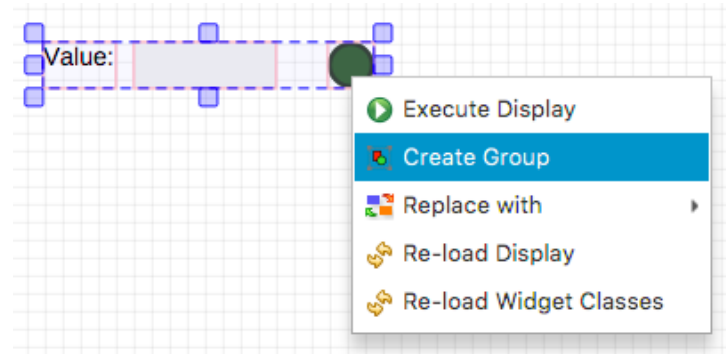 Value:
Execute Display
Create Group
Replace with
Re-load Display
Re-load Widget Classes